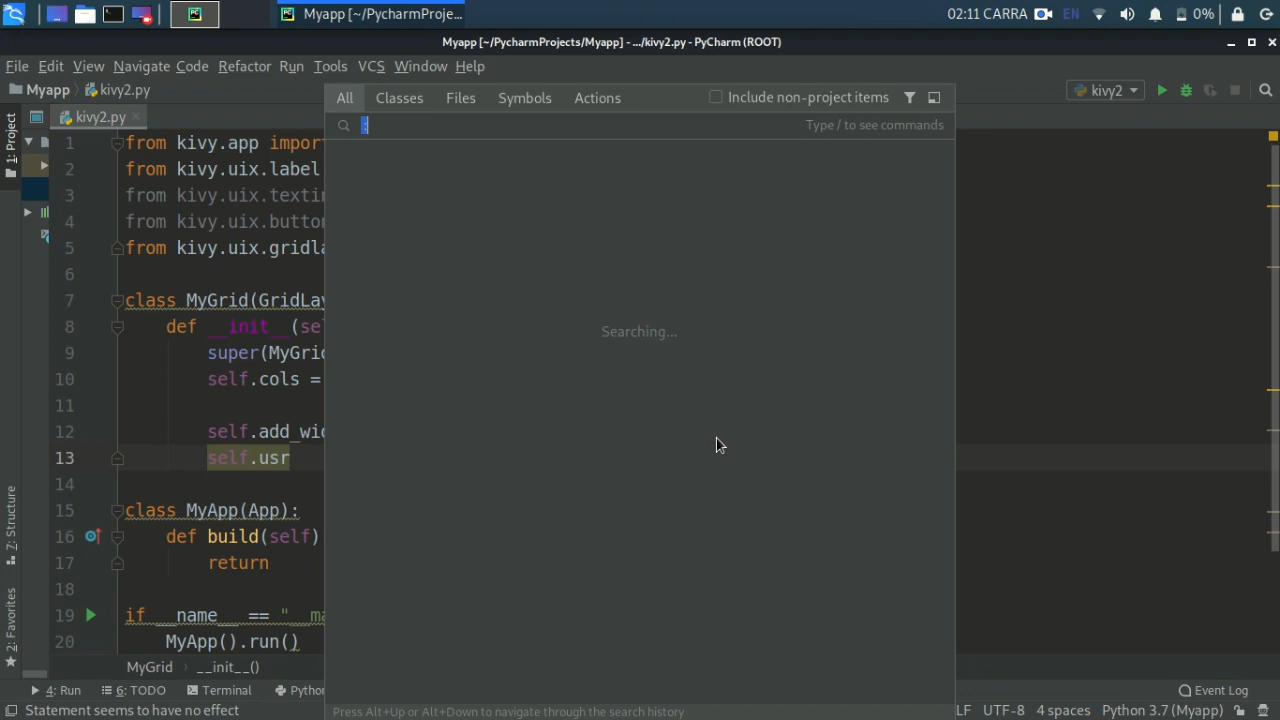 Myapp [~/PycharmProje...
02:11 CARRA
EN
0%
Myapp [~/PycharmProjects/Myapp] - .../kivy2.py - PyCharm (ROOT)
File Edit View Navigate Code Refactor Run Tools VCS Window Help
Myapp kivy2.py
kivy2
All Classes Files Symbols Actions Include non-project items
kivy2.py
:
Type / to see commands
1: Project
1 from kivy.app impor
2 from kivy.uix.label
3 from kivy.uix.textin
4 from kivy.uix.button
5 from kivy.uix.gridla
6
7 class MyGrid(GridLay
8 def __init__(se
9 super(MyGrid
10 self.cols =
11
12 self.add_wid
13 self.usr
14
15 class MyApp(App):
16 def build(self)
17 return
18
19 if __name__ == "__ma
20 MyApp().run()
Searching...
7: Structure
2: Favorites
MyGrid __init__()
4: Run 6: TODO Terminal Python
Event Log
Press Alt+Up or Alt+Down to navigate through the search history
Statement seems to have no effect
LF UTF-8 4 spaces Python 3.7 (Myapp)